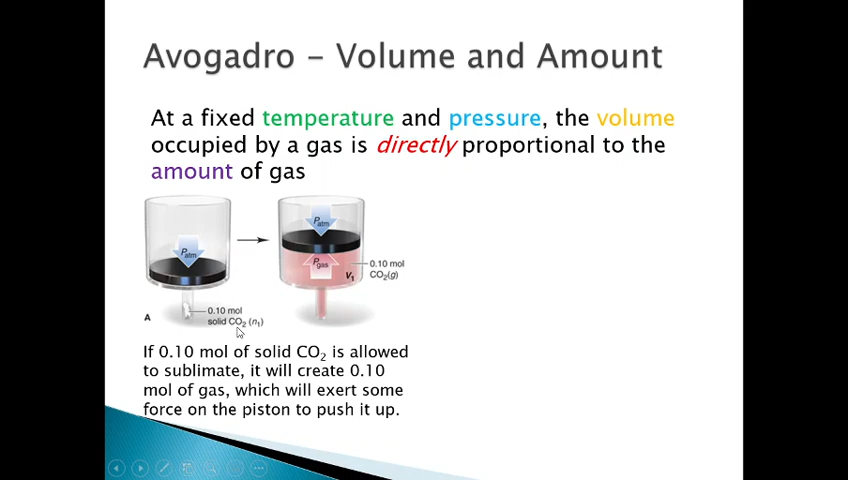 Avogadro – Volume and Amount
At a fixed temperature and pressure, the volume
occupied by a gas is directly proportional to the
amount of gas
Patm
0.10 mol
solid CO₂ (n₁)
A
Patm
Pgas
V₁
0.10 mol
CO₂(g)
If 0.10 mol of solid CO₂ is allowed
to sublimate, it will create 0.10
mol of gas, which will exert some
force on the piston to push it up.